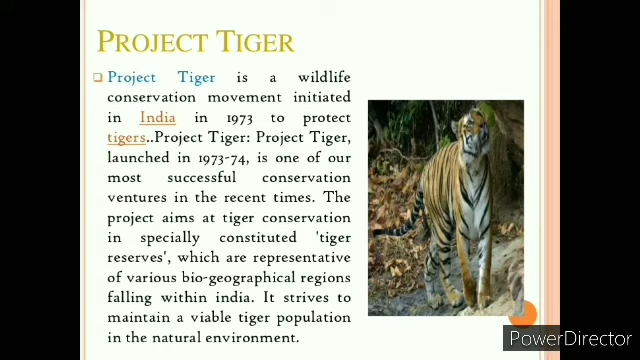 PROJECT TIGER
Project Tiger is a wildlife
conservation movement initiated
in India in 1973 to protect
tigers..Project Tiger: Project Tiger,
launched in 1973-74, is one of our
most successful conservation
ventures in the recent times. The
project aims at tiger conservation
in specially constituted 'tiger
reserves', which are representative
of various bio-geographical regions
falling within india. It strives to
maintain a viable tiger population
in the natural environment.
PowerDirector